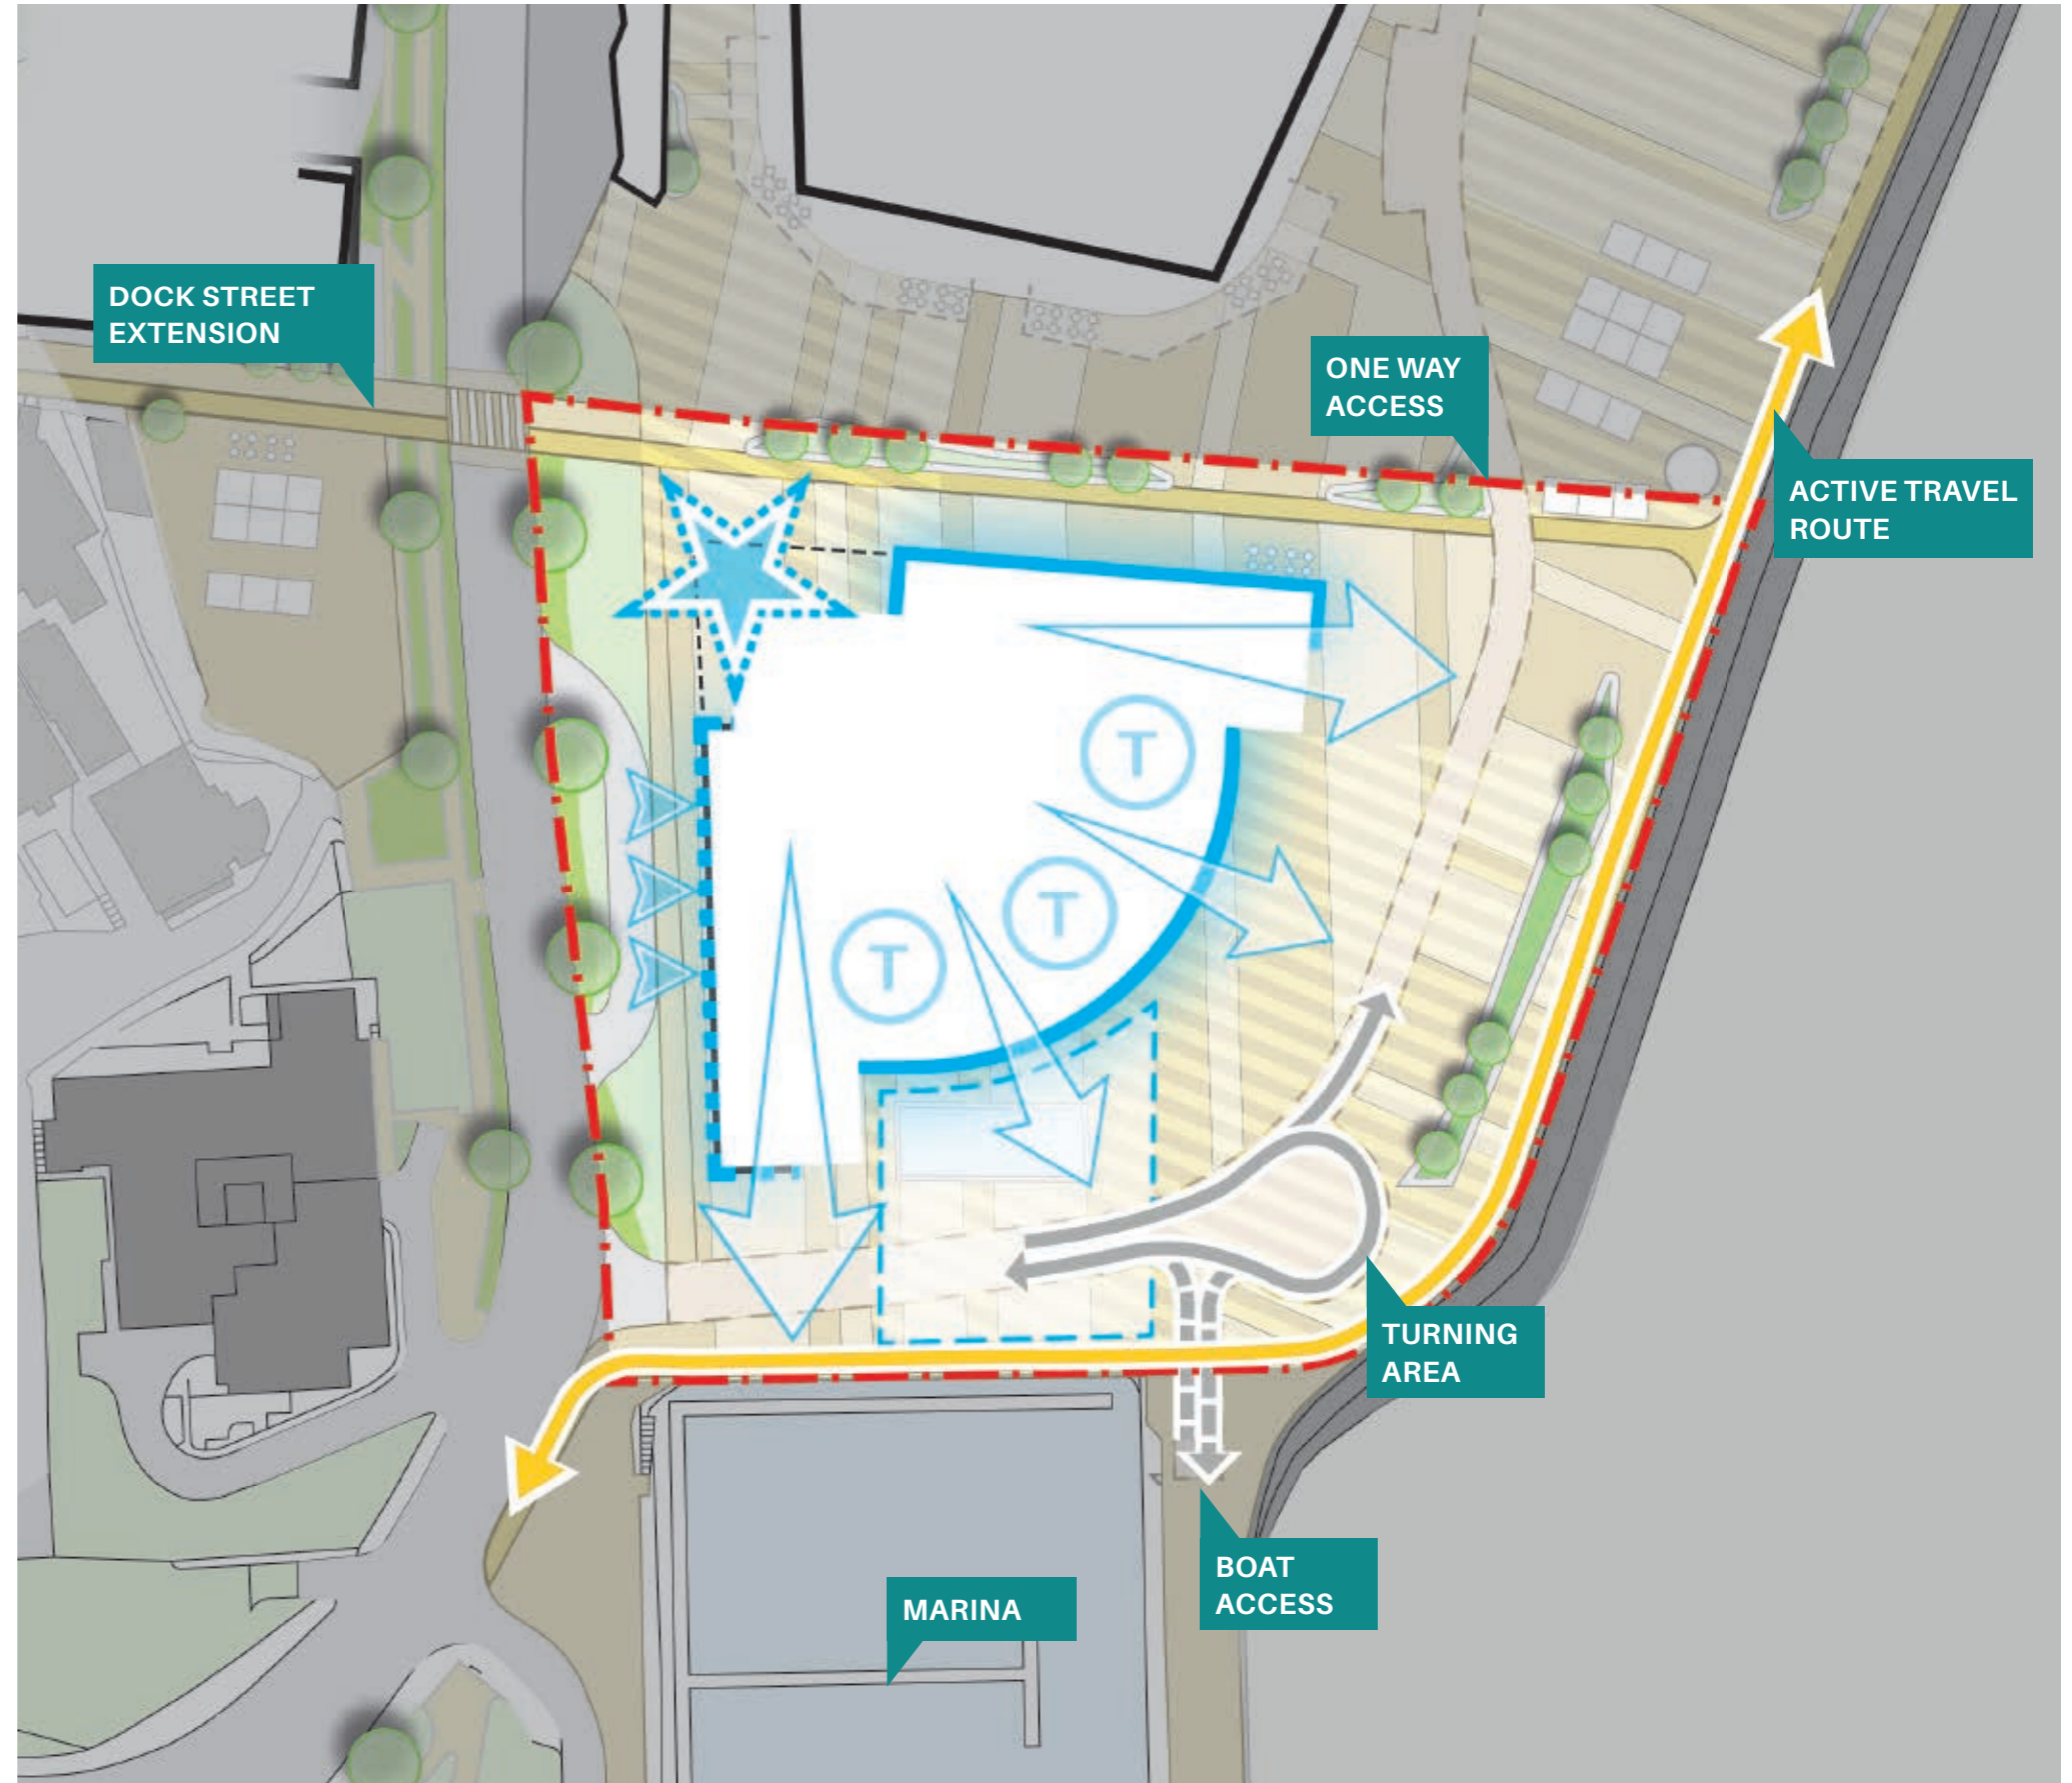 DOCK STREET
EXTENSION
ONE WAY
ACCESS
ACTIVE TRAVEL
ROUTE
T
T
T
TURNING
AREA
BOAT
ACCESS
MARINA